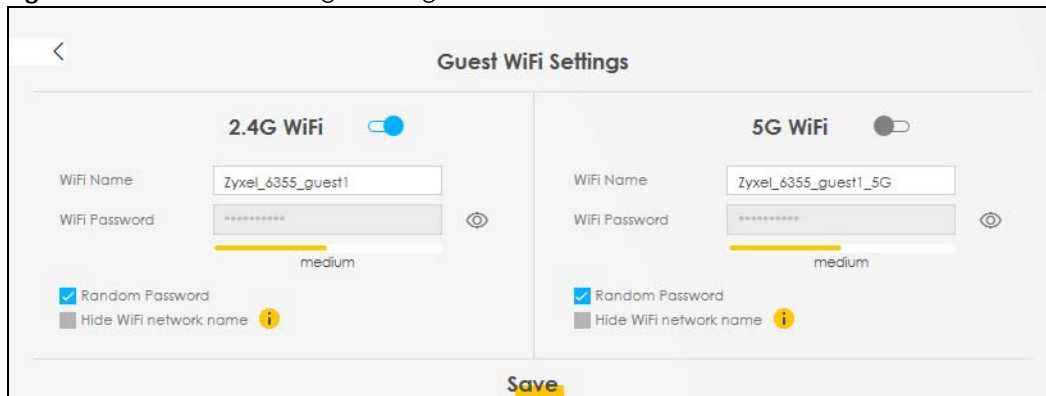 Guest WiFi Settings
2.4G WiFi
WiFi Name
Zyxel_6355_guest1
WiFi Password
**********
medium
Random Password
Hide WiFi network name
5G WiFi
WiFi Name
Zyxel_6355_guest1_5G
WiFi Password
**********
medium
Random Password
Hide WiFi network name
Save